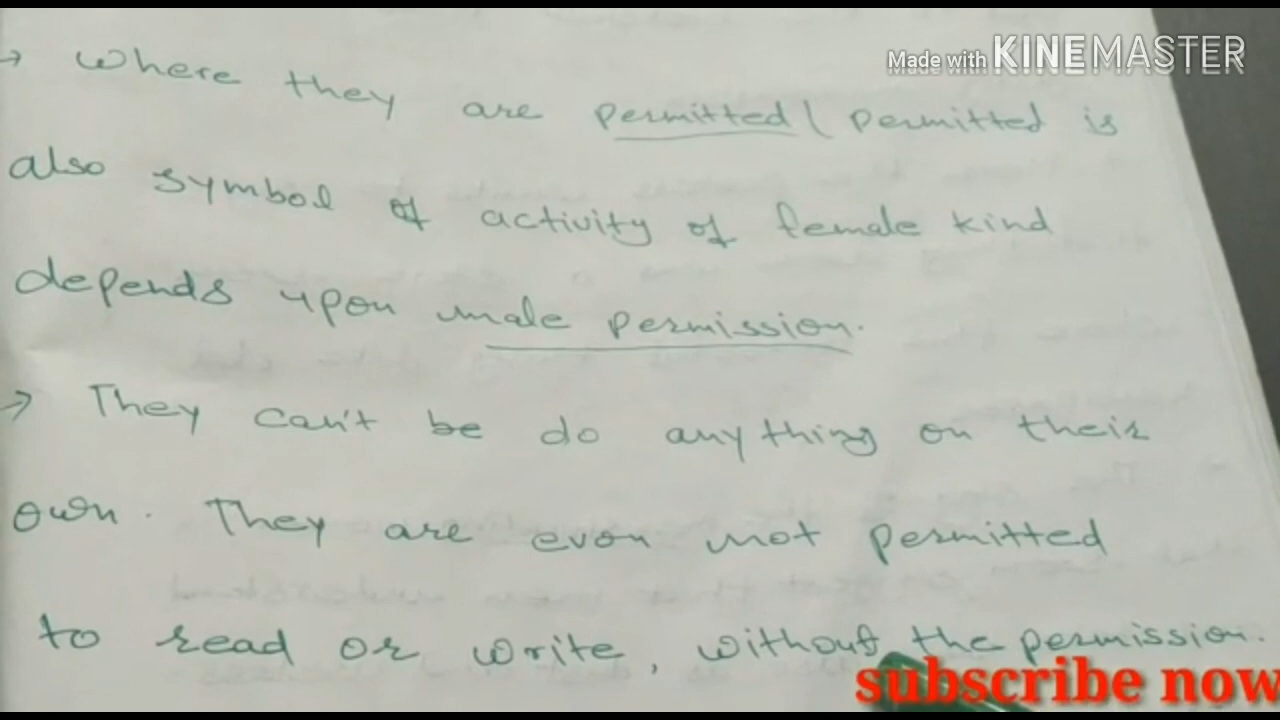 Made with KINEMASTER
→ Where they are permitted ( permitted is
also symbol of activity of female kind
depends upon male permission.
→ They can't be do anything on their
own. They are even not permitted
to read or write, without the permission.
subscribe now